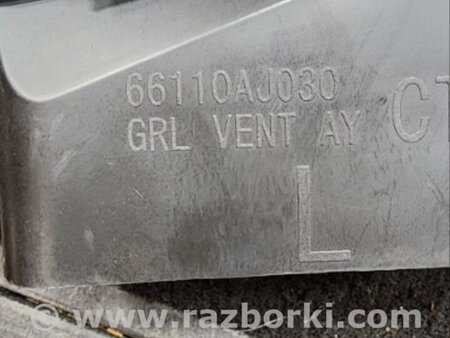 66110AJ030
GRL VENT AY
L
www.razborki.com